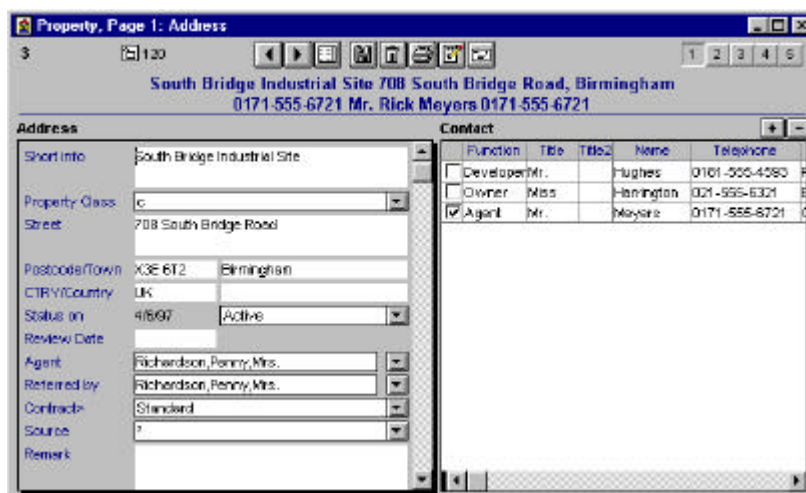 Property, Page 1: Address
3 120 1 2 3 4 5
South Bridge Industrial Site 708 South Bridge Road, Birmingham
0171-555-6721 Mr. Rick Meyers 0171-555-6721
Address
Short info South Bridge Industrial Site
Property Class c
Street 708 South Bridge Road
Postcode/Town X3E 6T2 Birmingham
CTRY/Country UK
Status on 4/6/97 Active
Review Date
Agent Richardson,Penny,Mrs.
Referred by Richardson,Penny,Mrs.
Contract> Standard
Source ?
Remark
Contact + -
Function Title Title2 Name Telephone
Developer Mr. Hughes 0181-555-4593
Owner Miss Harrington 021-555-6321
Agent Mr. Meyers 0171-555-6721